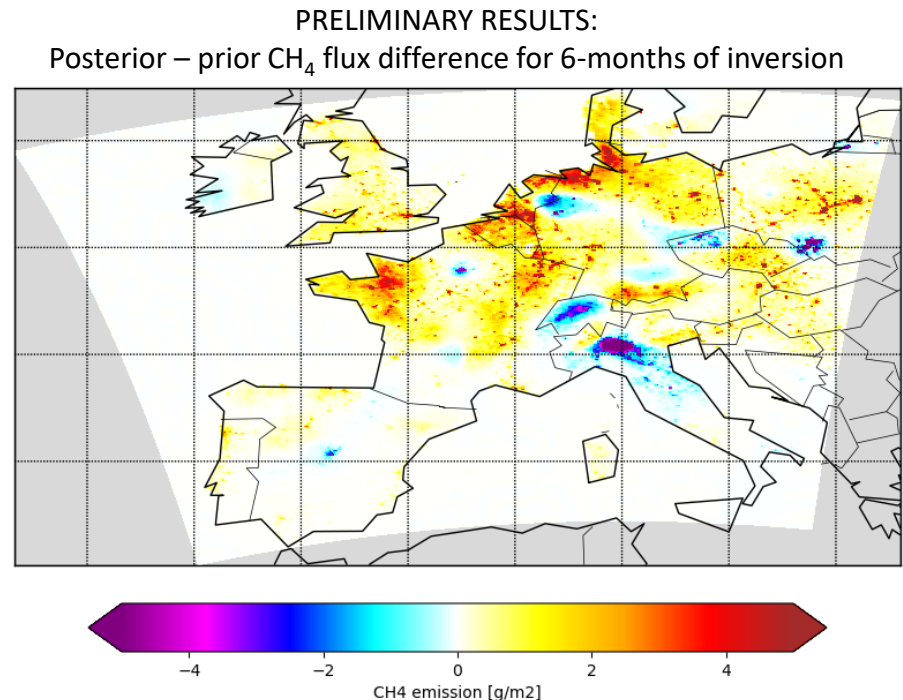 PRELIMINARY RESULTS:
Posterior – prior CH₄ flux difference for 6-months of inversion
−4 −2 0 2 4
CH4 emission [g/m2]